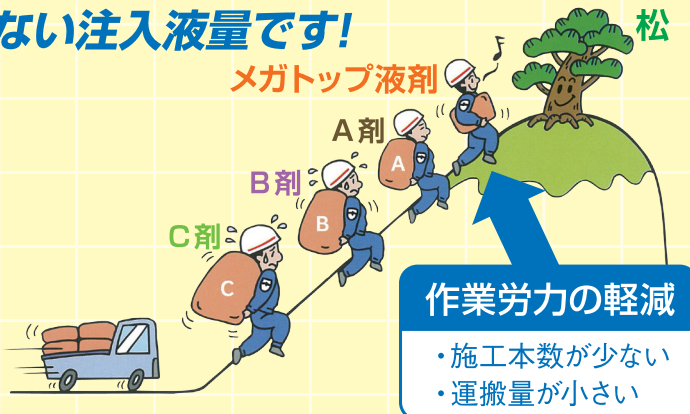 ない注入液量です!
松
メガトップ液剤
A剤
A
B剤
B
C剤
C
作業労力の軽減
・施工本数が少ない
・運搬量が小さい